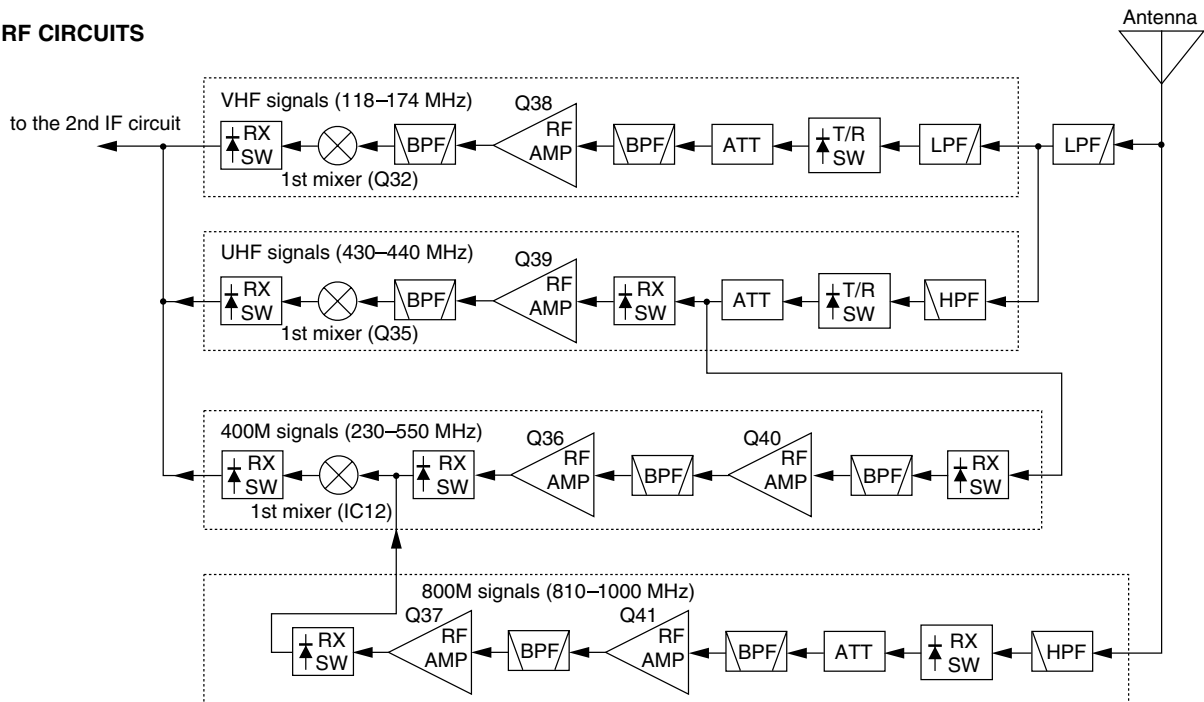 RF CIRCUITS
Antenna
to the 2nd IF circuit
VHF signals (118–174 MHz)
Q38
RX
SW
BPF
RF
AMP
BPF
ATT
T/R
SW
LPF
LPF
1st mixer (Q32)
UHF signals (430–440 MHz)
Q39
RX
SW
BPF
RF
AMP
RX
SW
ATT
T/R
SW
HPF
1st mixer (Q35)
400M signals (230–550 MHz)
Q36
Q40
RX
SW
RX
SW
RF
AMP
BPF
RF
AMP
BPF
RX
SW
1st mixer (IC12)
800M signals (810–1000 MHz)
Q37
Q41
RX
SW
RF
AMP
BPF
RF
AMP
BPF
ATT
RX
SW
HPF